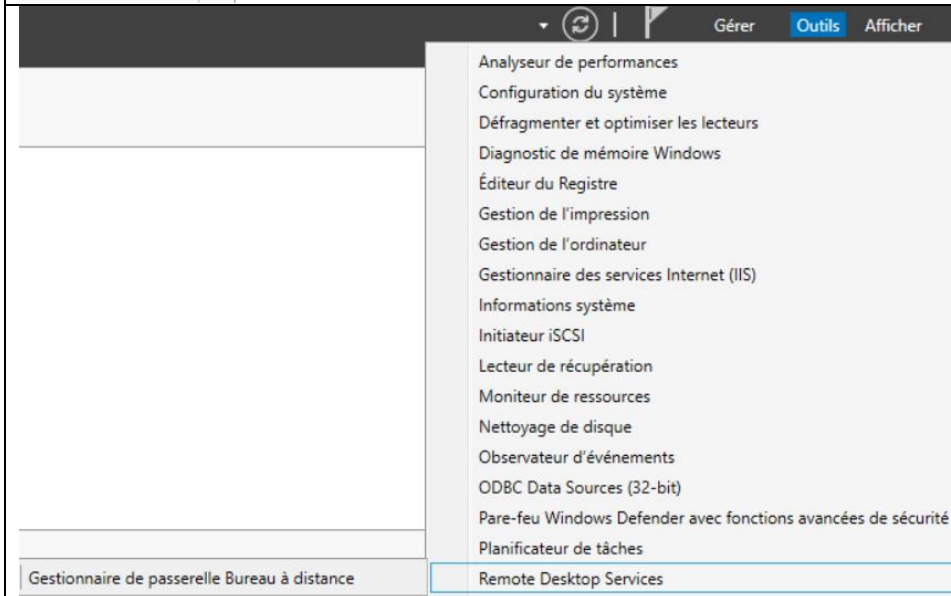 Gérer Outils Afficher
Analyseur de performances
Configuration du système
Défragmenter et optimiser les lecteurs
Diagnostic de mémoire Windows
Éditeur du Registre
Gestion de l'impression
Gestion de l'ordinateur
Gestionnaire des services Internet (IIS)
Informations système
Initiateur iSCSI
Lecteur de récupération
Moniteur de ressources
Nettoyage de disque
Observateur d'événements
ODBC Data Sources (32-bit)
Pare-feu Windows Defender avec fonctions avancées de sécurité
Planificateur de tâches
Gestionnaire de passerelle Bureau à distance Remote Desktop Services